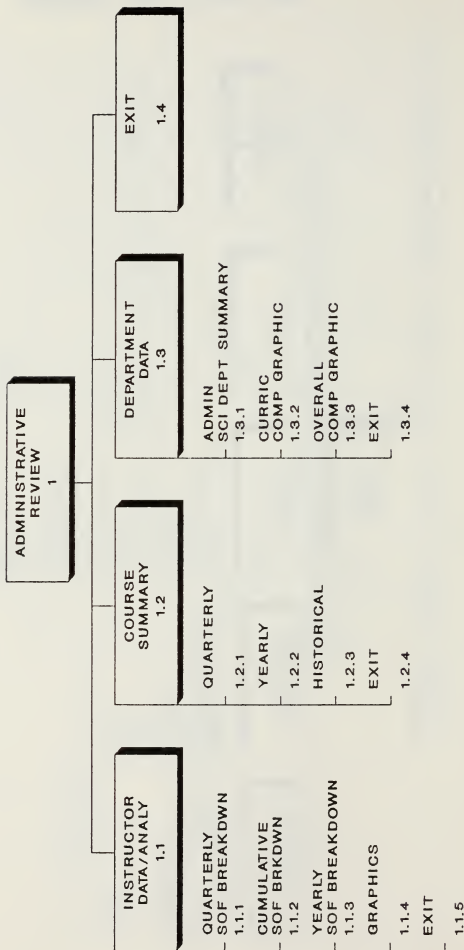 ADMINISTRATIVE
REVIEW
1
INSTRUCTOR
DATA/ANALY
1.1
QUARTERLY
SOF BREAKDWN
1.1.1
CUMULATIVE
SOF BRKDWN
1.1.2
YEARLY
SOF BREAKDOWN
1.1.3
GRAPHICS
1.1.4
EXIT
1.1.5
COURSE
SUMMARY
1.2
QUARTERLY
1.2.1
YEARLY
1.2.2
HISTORICAL
1.2.3
EXIT
1.2.4
DEPARTMENT
DATA
1.3
ADMIN
SCI DEPT SUMMARY
1.3.1
CURRIC
COMP GRAPHIC
1.3.2
OVERALL
COMP GRAPHIC
1.3.3
EXIT
1.3.4
EXIT
1.4